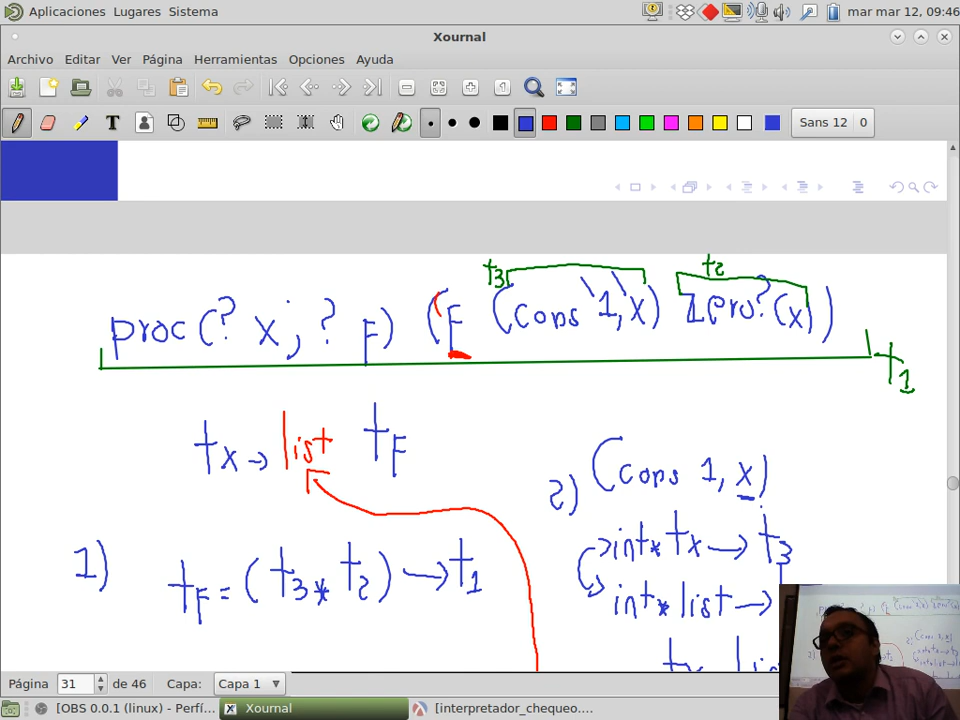 Aplicaciones Lugares Sistema mar mar 12, 09:46
Xournal
Archivo Editar Ver Página Herramientas Opciones Ayuda
Sans 12 0
t3 t2
proc(? x; ? F) (F (cons 1, x) zero?(x))
t1
tx → list tF
2) (cons 1, x)
int * tx → t3
1) tF = (t3 * t2) → t1
int * list →
Página 31 de 46 Capa: Capa 1
[OBS 0.0.1 (linux) - Perfi... Xournal [interpretador_chequeo....